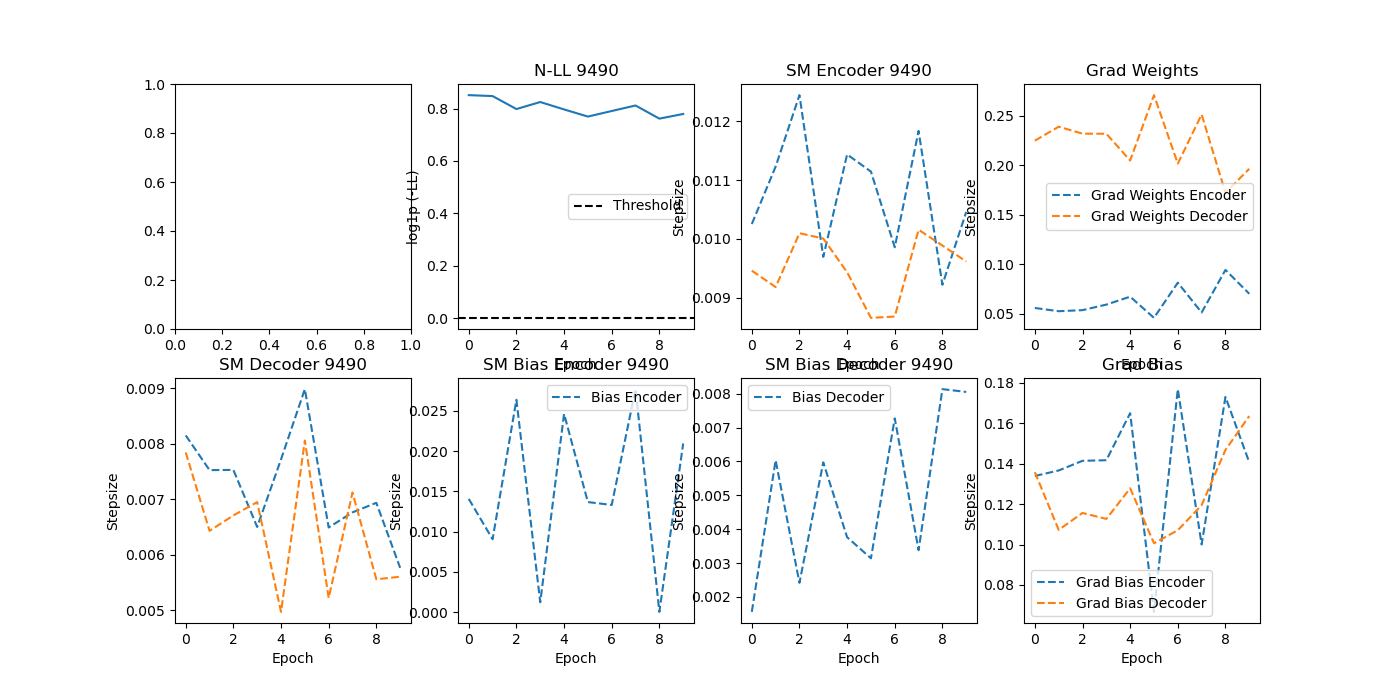 N-LL 9490
SM Encoder 9490
Grad Weights
1.0
0.8
0.6
0.4
0.2
0.0
0.0 0.2 0.4 0.6 0.8 1.0
log1p (-LL)
0.8
0.6
0.4
0.2
0.0
Threshold
0 2 4 6 8
Epoch
Stepsize
0.012
0.011
0.010
0.009
0 2 4 6 8
Epoch
Stepsize
0.25
0.20
0.15
0.10
0.05
Grad Weights Encoder
Grad Weights Decoder
0 2 4 6 8
Epoch
SM Decoder 9490
SM Bias Encoder 9490
SM Bias Decoder 9490
Grad Bias
Stepsize
0.009
0.008
0.007
0.006
0.005
0 2 4 6 8
Epoch
Stepsize
0.025
0.020
0.015
0.010
0.005
0.000
Bias Encoder
0 2 4 6 8
Epoch
Stepsize
0.008
0.007
0.006
0.005
0.004
0.003
0.002
Bias Decoder
0 2 4 6 8
Epoch
Stepsize
0.18
0.16
0.14
0.12
0.10
0.08
Grad Bias Encoder
Grad Bias Decoder
0 2 4 6 8
Epoch